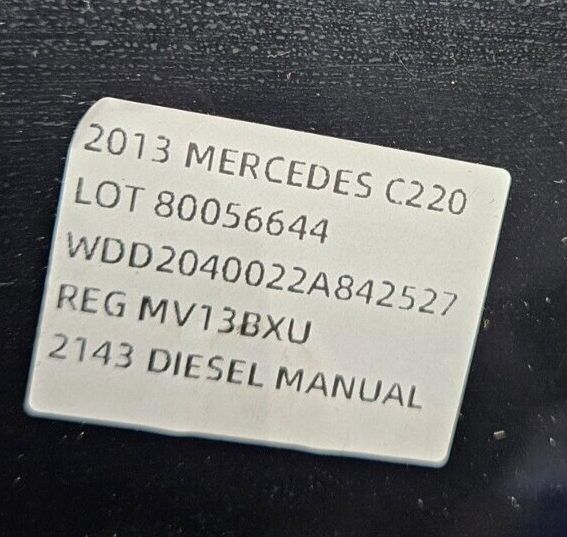 2013 MERCEDES C220
LOT 80056644
WDD2040022A842527
REG MV13BXU
2143 DIESEL MANUAL